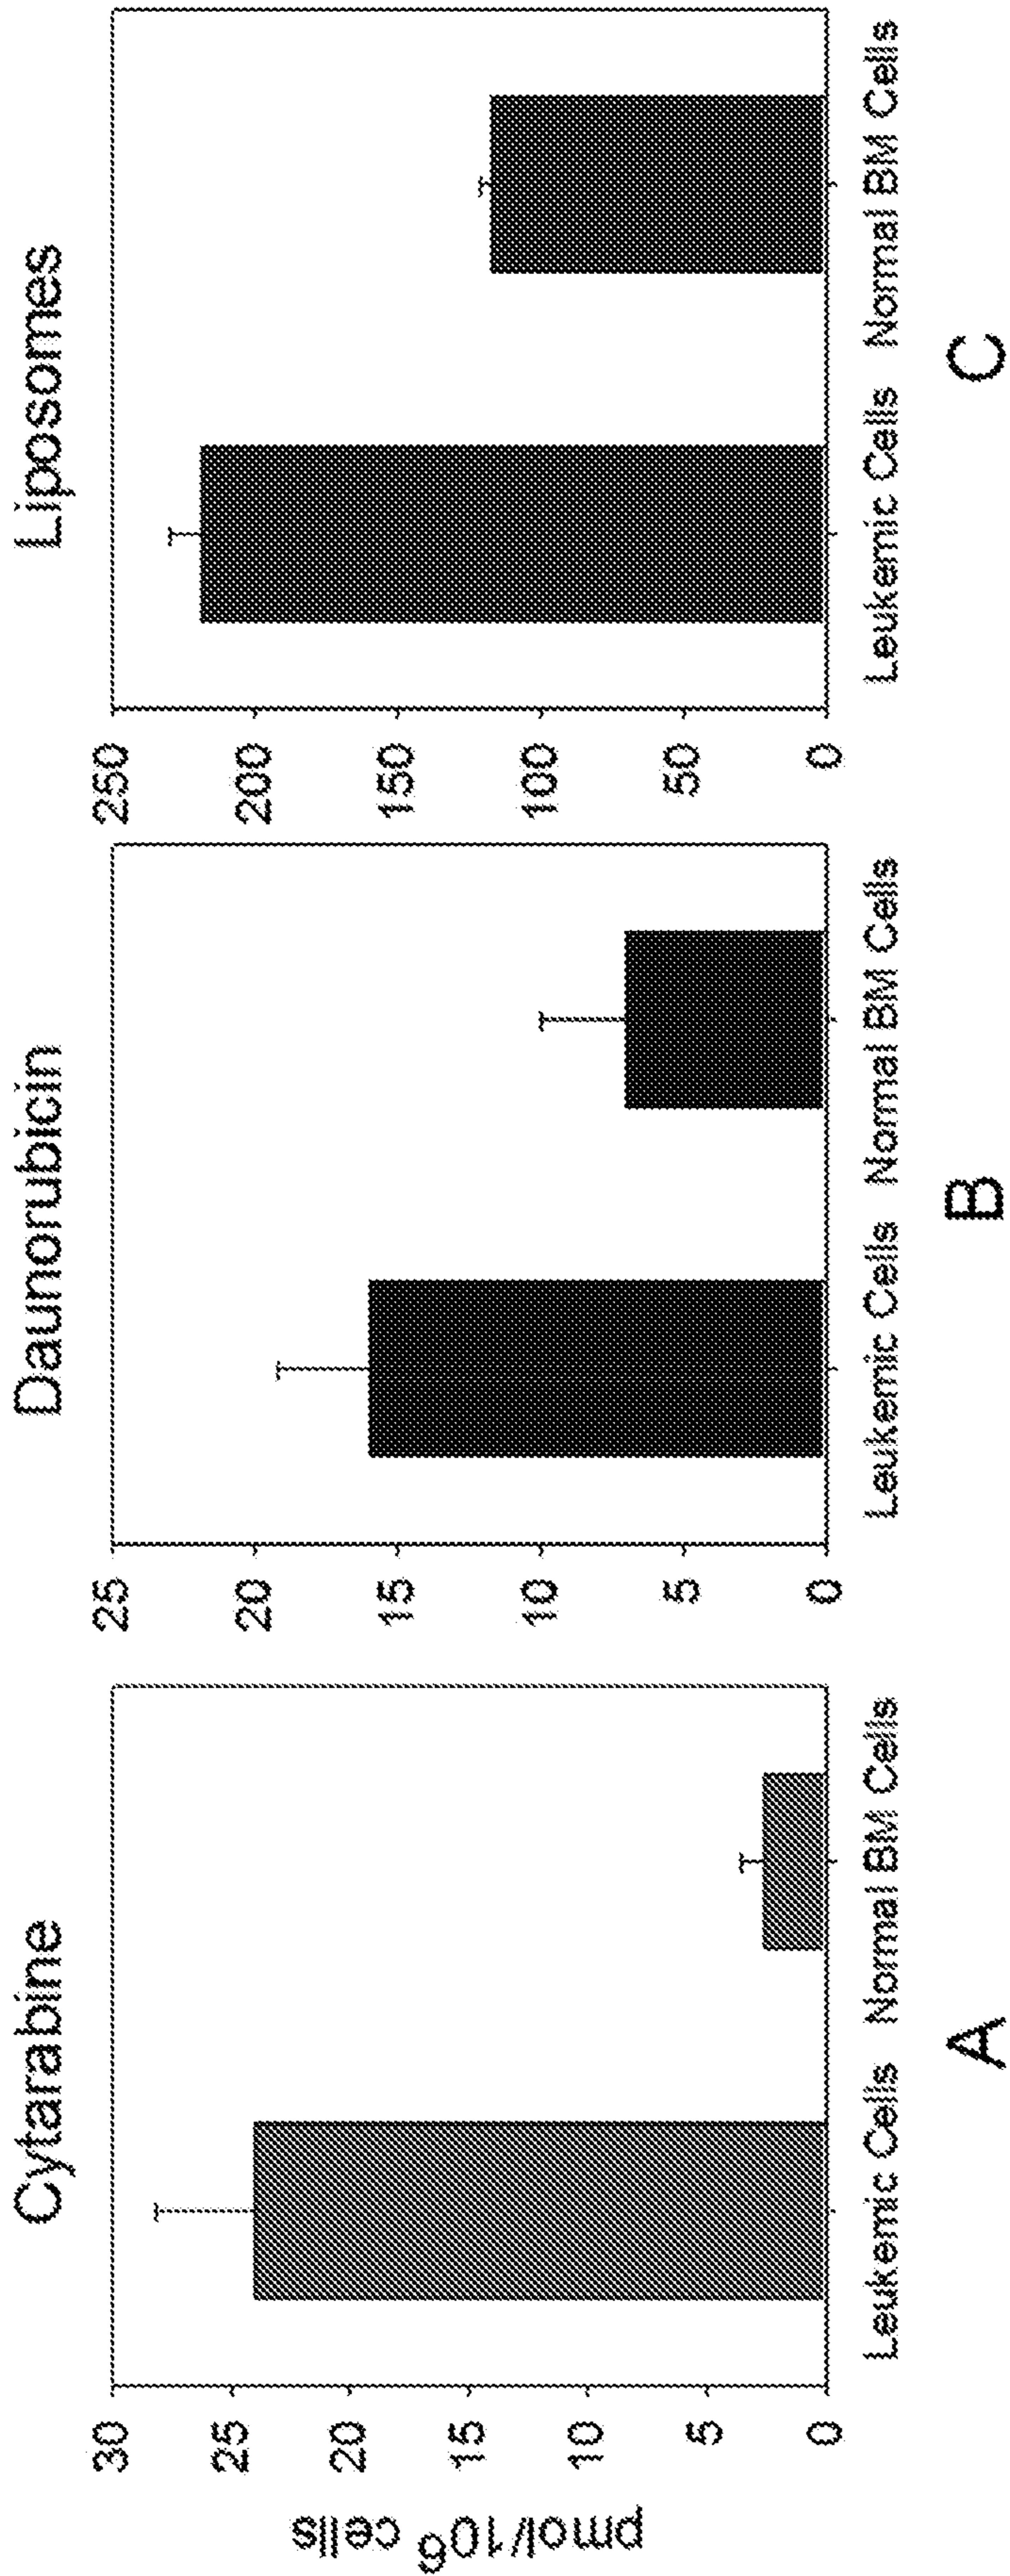 Cytarabine
pmol/10⁶ cells
30
25
20
15
10
5
0
Leukemic Cells Normal BM Cells
A
Daunorubicin
25
20
15
10
5
0
Leukemic Cells Normal BM Cells
B
Liposomes
250
200
150
100
50
0
Leukemic Cells Normal BM Cells
C